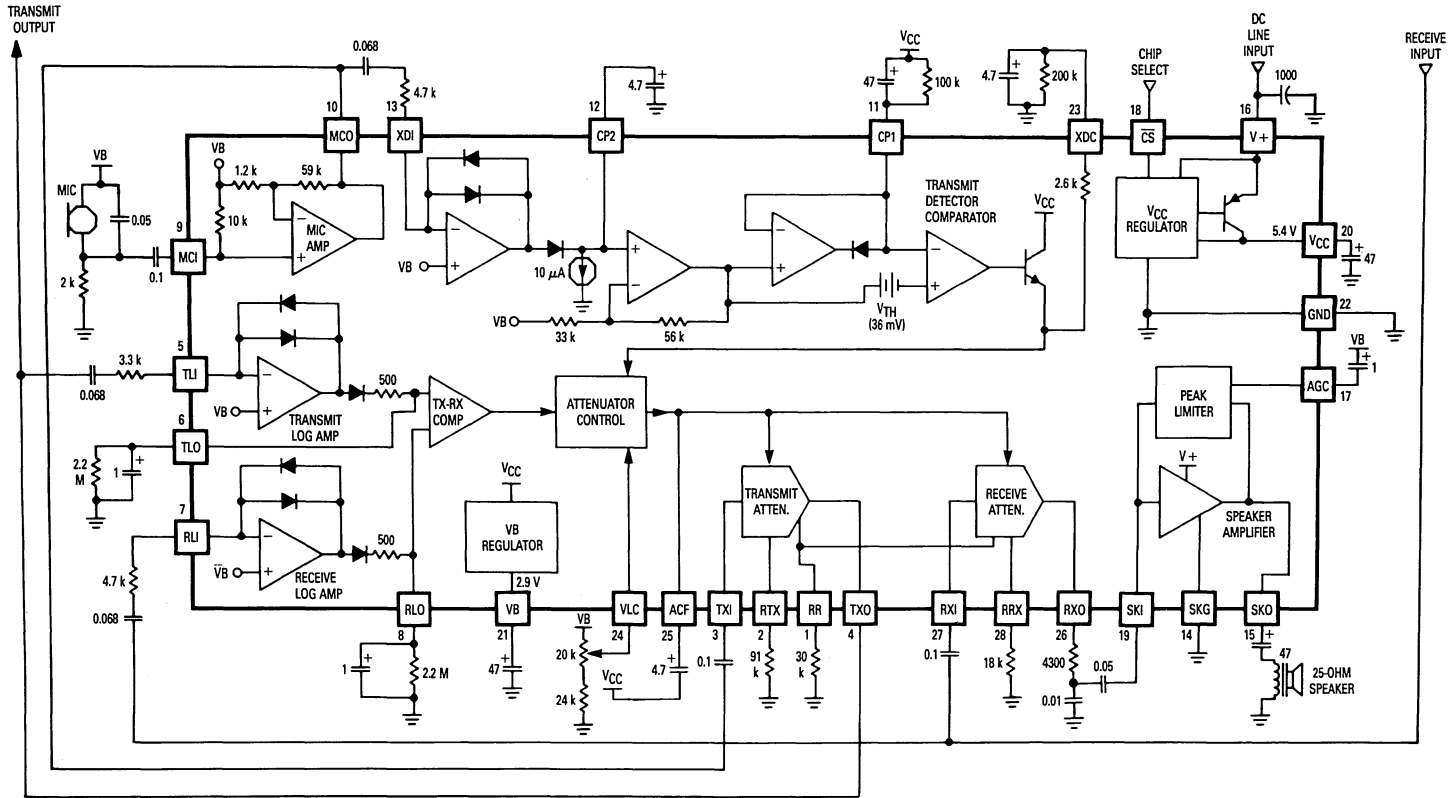 TRANSMIT
OUTPUT
0.068
4.7 k
10
MCO
13
XDI
4.7
+
12
CP2
VCC
47
+
100 k
11
CP1
4.7
+
200 k
23
XDC
CHIP
SELECT
18
CS
DC
LINE
INPUT
1000
16
V+
RECEIVE
INPUT
VB
MIC
0.05
2 k
0.1
9
MCI
VB
1.2 k
59 k
10 k
−
+
MIC
AMP
−
+
VB
10 µA
+
−
VB
33 k
56 k
−
+
VTH
(36 mV)
−
+
TRANSMIT
DETECTOR
COMPARATOR
VCC
2.6 k
VCC
REGULATOR
5.4 V
20
VCC
+
47
22
GND
VB
+
1
AGC
17
0.068
3.3 k
5
TLI
−
+
VB
TRANSMIT
LOG AMP
500
TX-RX
COMP
ATTENUATOR
CONTROL
PEAK
LIMITER
6
TLO
2.2
M
1
+
7
RLI
−
+
VB
RECEIVE
LOG AMP
500
VCC
VB
REGULATOR
2.9 V
TRANSMIT
ATTEN.
RECEIVE
ATTEN.
V+
SPEAKER
AMPLIFIER
4.7 k
0.068
RLO
8
1
+
2.2 M
VB
21
47
+
VLC
24
VB
20 k
24 k
ACF
25
4.7
+
VCC
TXI
3
0.1
RTX
2
91
k
RR
1
30
k
TXO
4
RXI
27
0.1
RRX
28
18 k
RXO
26
4300
0.05
0.01
SKI
19
SKG
14
SKO
15
+
47
25-OHM
SPEAKER